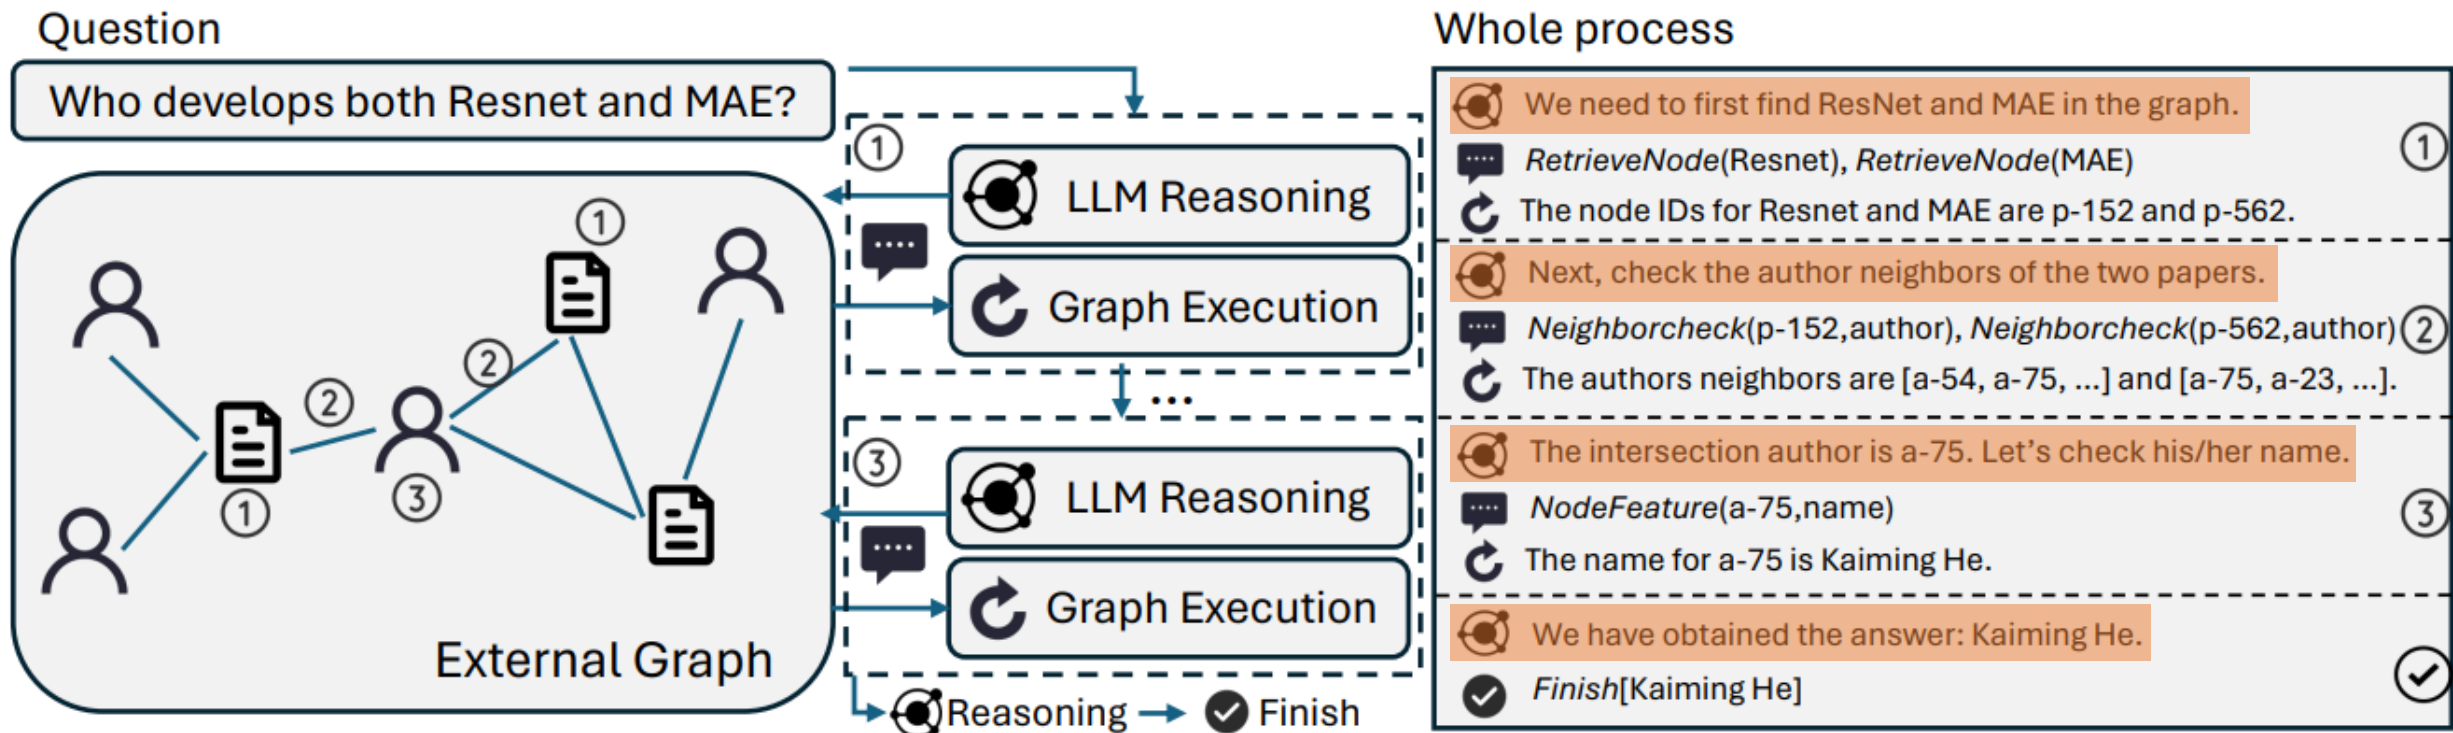 Question
Who develops both Resnet and MAE?
①
②
②
①
③
External Graph
①
LLM Reasoning
Graph Execution
...
③
LLM Reasoning
Graph Execution
Reasoning
Finish
Whole process
We need to first find ResNet and MAE in the graph.
RetrieveNode(Resnet), RetrieveNode(MAE)
①
The node IDs for Resnet and MAE are p-152 and p-562.
Next, check the author neighbors of the two papers.
Neighborcheck(p-152,author), Neighborcheck(p-562,author)
②
The authors neighbors are [a-54, a-75, ...] and [a-75, a-23, ...].
The intersection author is a-75. Let's check his/her name.
NodeFeature(a-75,name)
③
The name for a-75 is Kaiming He.
We have obtained the answer: Kaiming He.
Finish[Kaiming He]